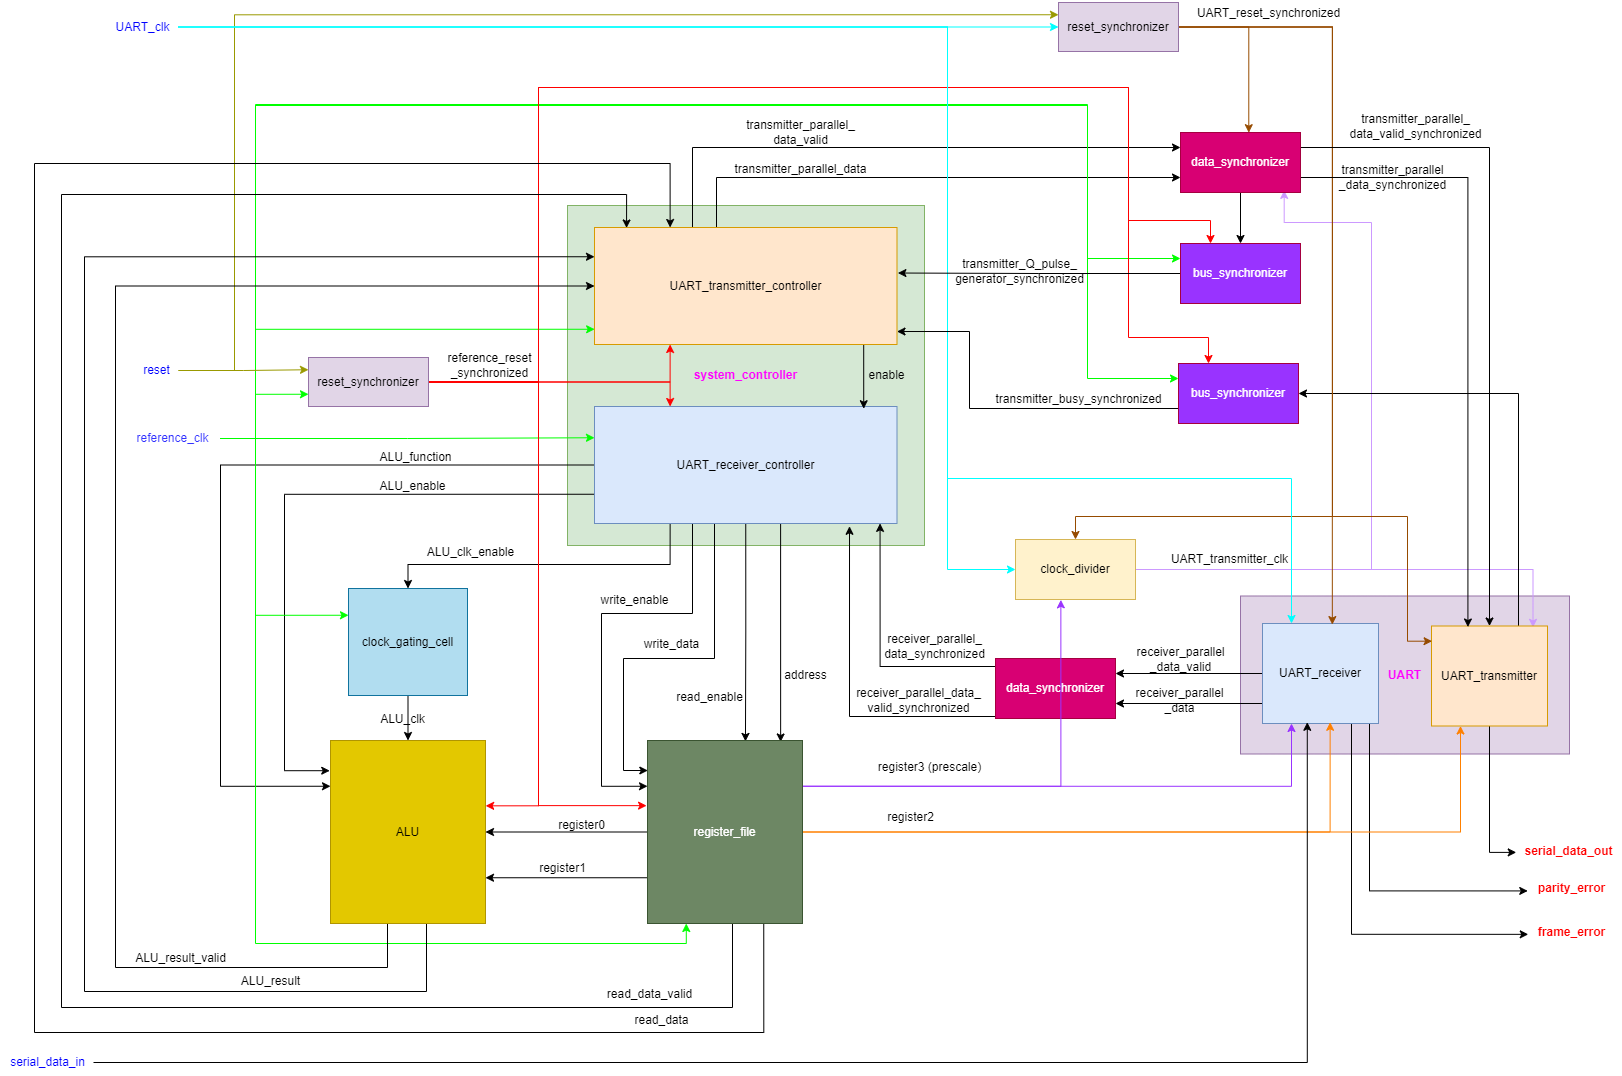 UART_reset_synchronized
UART_clk
reset_synchronizer
transmitter_parallel_
data_valid
transmitter_parallel_
data_valid_synchronized
data_synchronizer
transmitter_parallel_data
transmitter_parallel
_data_synchronized
transmitter_Q_pulse_
generator_synchronized
bus_synchronizer
UART_transmitter_controller
reference_reset
_synchronized
reset
reset_synchronizer
system_controller
enable
bus_synchronizer
transmitter_busy_synchronized
reference_clk
ALU_function
UART_receiver_controller
ALU_enable
ALU_clk_enable
UART_transmitter_clk
clock_divider
write_enable
clock_gating_cell
write_data
receiver_parallel_
data_synchronized
receiver_parallel
_data_valid
UART_receiver
UART
UART_transmitter
address
read_enable
data_synchronizer
receiver_parallel_data_
valid_synchronized
receiver_parallel
_data
ALU_clk
register3 (prescale)
register2
register0
ALU
register_file
serial_data_out
register1
parity_error
frame_error
ALU_result_valid
ALU_result
read_data_valid
read_data
serial_data_in